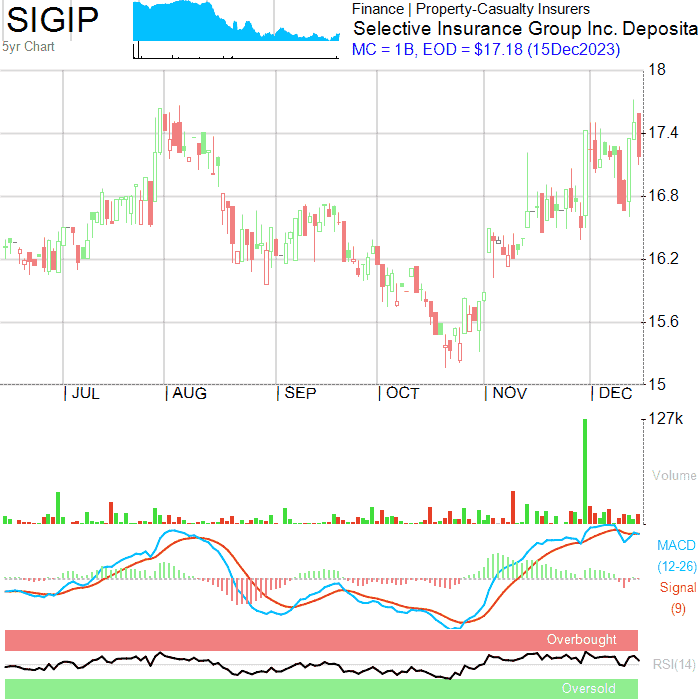 SIGIP
5yr Chart
Finance | Property-Casualty Insurers
Selective Insurance Group Inc. Deposita
MC = 1B, EOD = $17.18 (15Dec2023)
18
17.4
16.8
16.2
15.6
15
| JUL | AUG | SEP | OCT | NOV | DEC
127k
Volume
MACD
(12-26)
Signal
(9)
Overbought
RSI(14)
Oversold